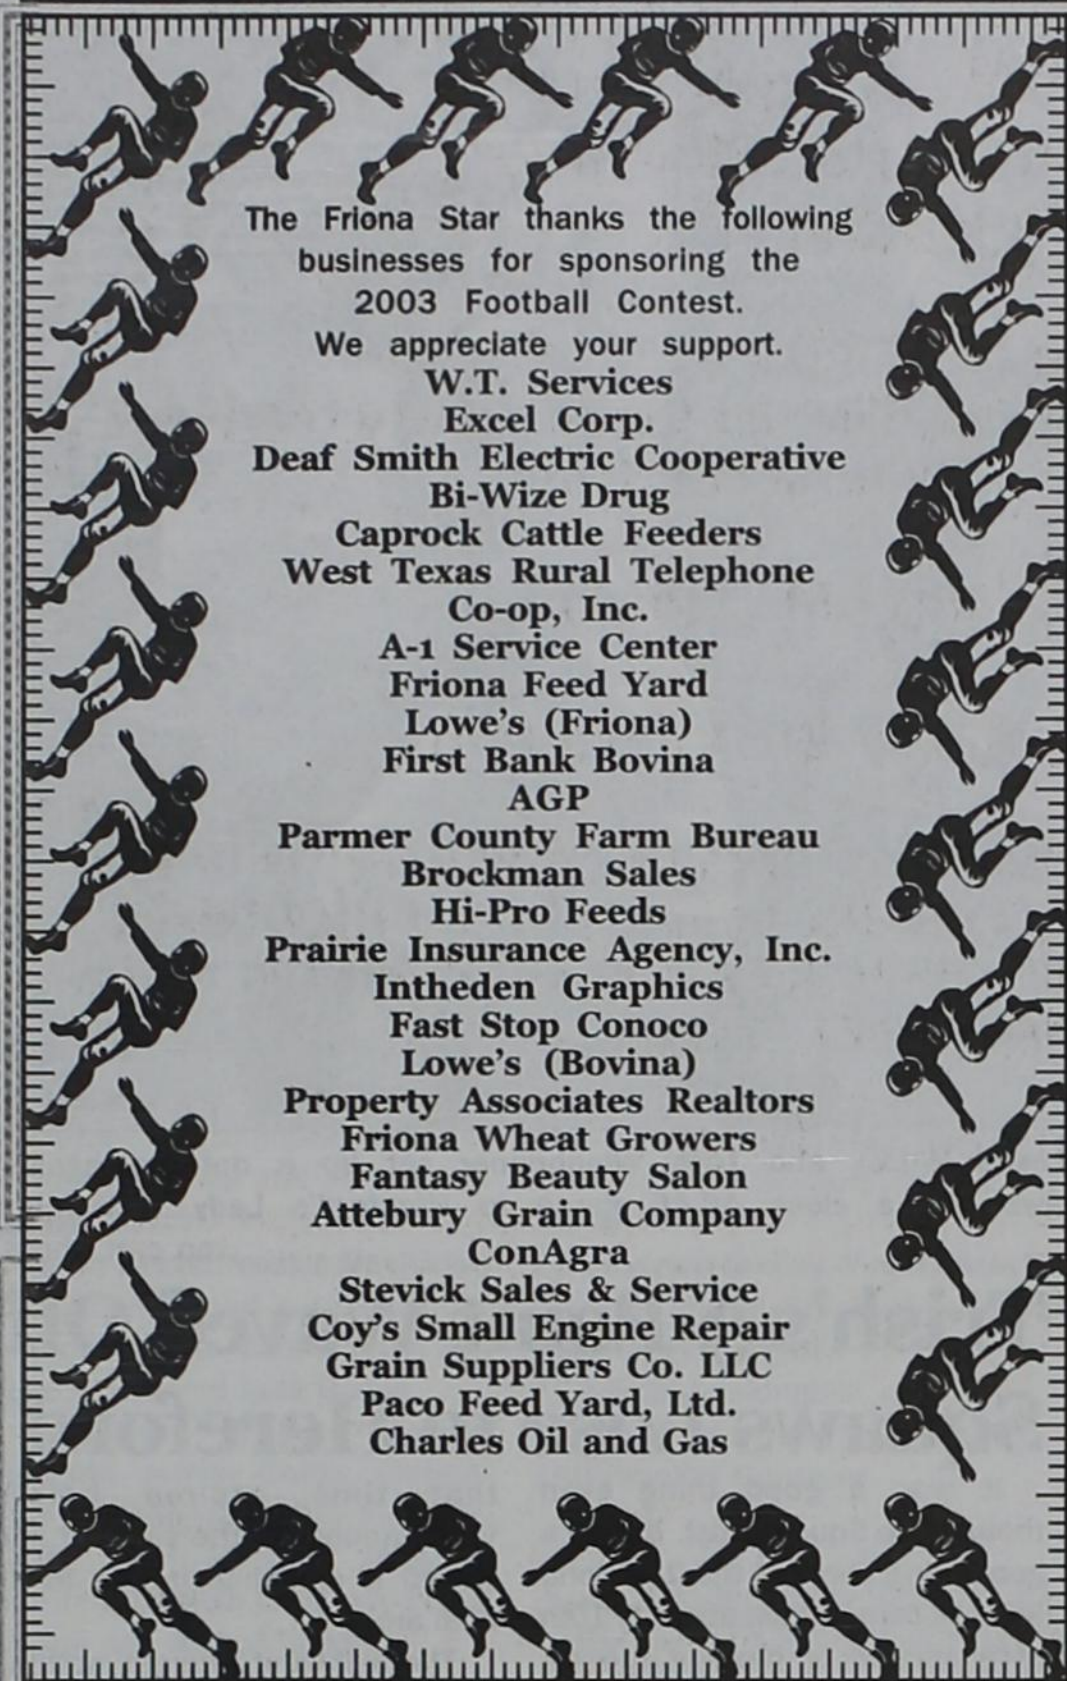 The Friona Star thanks the following
businesses for sponsoring the
2003 Football Contest.
We appreciate your support.
W.T. Services
Excel Corp.
Deaf Smith Electric Cooperative
Bi-Wize Drug
Caprock Cattle Feeders
West Texas Rural Telephone
Co-op, Inc.
A-1 Service Center
Friona Feed Yard
Lowe's (Friona)
First Bank Bovina
AGP
Parmer County Farm Bureau
Brockman Sales
Hi-Pro Feeds
Prairie Insurance Agency, Inc.
Intheden Graphics
Fast Stop Conoco
Lowe's (Bovina)
Property Associates Realtors
Friona Wheat Growers
Fantasy Beauty Salon
Attebury Grain Company
ConAgra
Stevick Sales & Service
Coy's Small Engine Repair
Grain Suppliers Co. LLC
Paco Feed Yard, Ltd.
Charles Oil and Gas